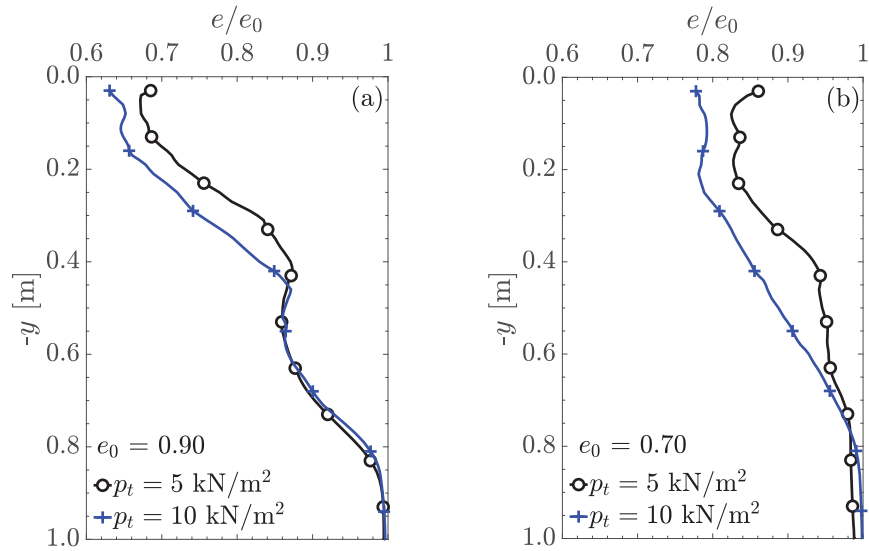 e/e₀
0.6 0.7 0.8 0.9 1
0.0
0.2
0.4
0.6
0.8
1.0
-y [m]
(a)
e₀ = 0.90
pₜ = 5 kN/m²
pₜ = 10 kN/m²
e/e₀
0.6 0.7 0.8 0.9 1
0.0
0.2
0.4
0.6
0.8
1.0
-y [m]
(b)
e₀ = 0.70
pₜ = 5 kN/m²
pₜ = 10 kN/m²